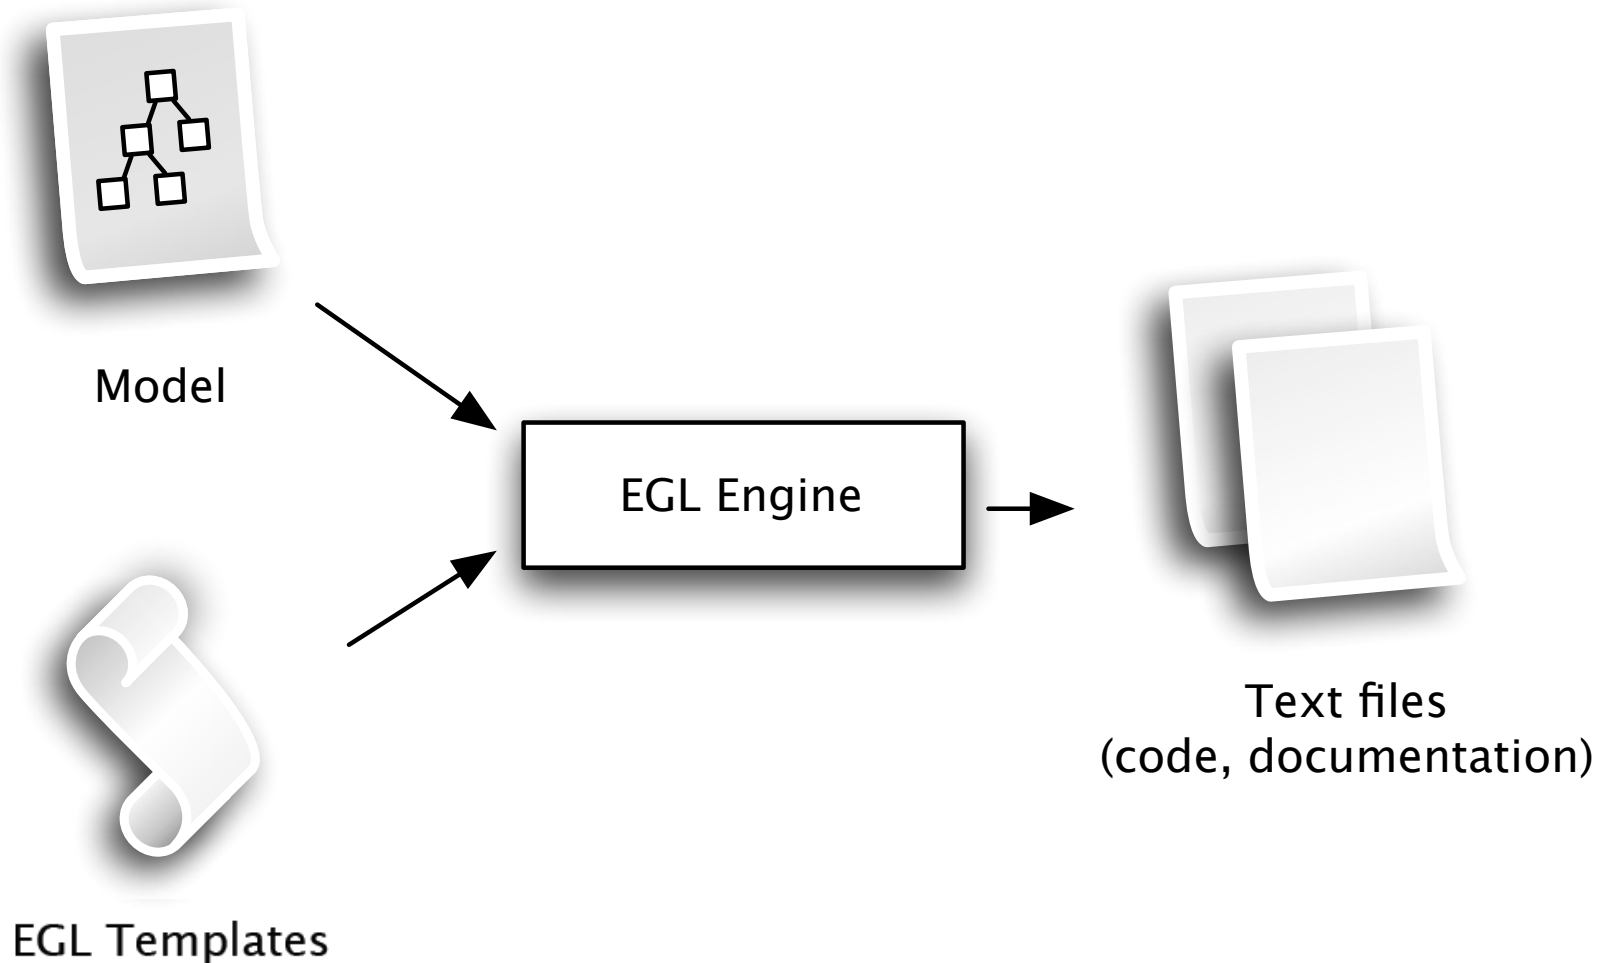 Model
EGL Engine
Text files
(code, documentation)
EGL Templates